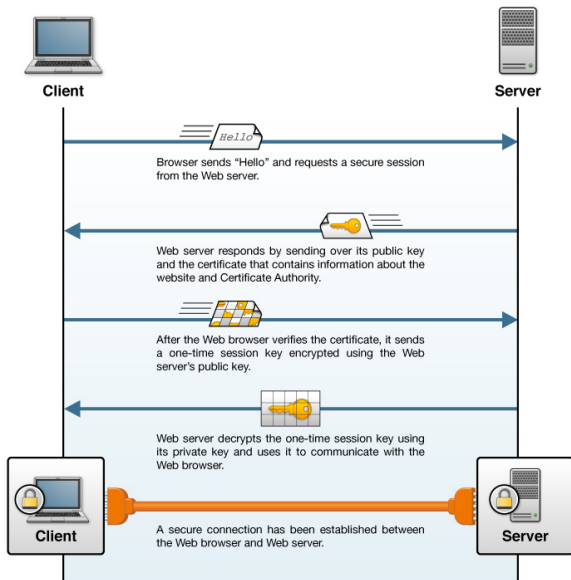 Client
Server
Hello
Browser sends “Hello” and requests a secure session
from the Web server.
Web server responds by sending over its public key
and the certificate that contains information about the
website and Certificate Authority.
After the Web browser verifies the certificate, it sends
a one-time session key encrypted using the Web
server’s public key.
Web server decrypts the one-time session key using
its private key and uses it to communicate with the
Web browser.
Client
Server
A secure connection has been established between
the Web browser and Web server.